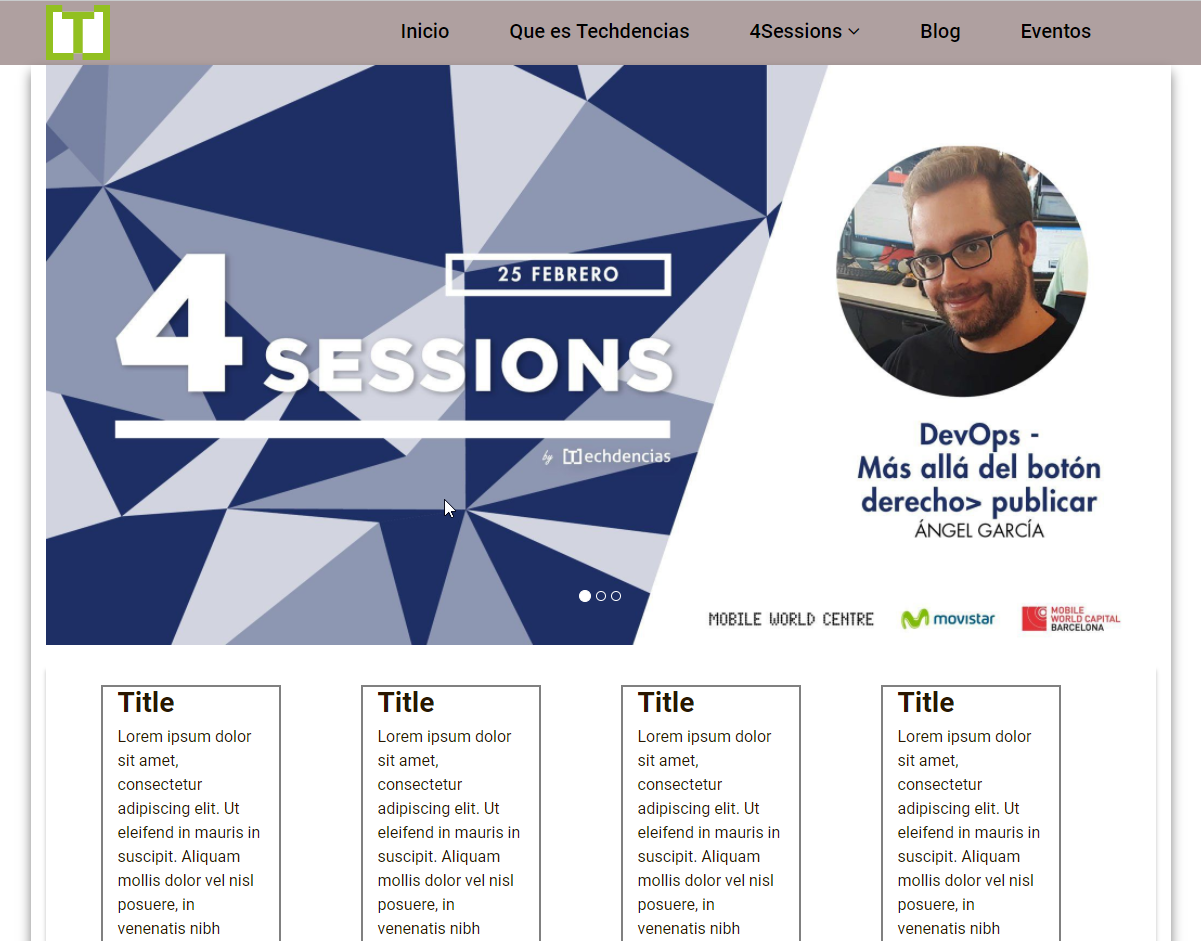 [T]
Inicio
Que es Techdencias
4Sessions
Blog
Eventos
25 FEBRERO
4 SESSIONS
by [T]echdencias
DevOps -
Más allá del botón
derecho> publicar
ÁNGEL GARCÍA
MOBILE WORLD CENTRE
movistar
MOBILE
WORLD CAPITAL
BARCELONA
Title
Lorem ipsum dolor
sit amet,
consectetur
adipiscing elit. Ut
eleifend in mauris in
suscipit. Aliquam
mollis dolor vel nisl
posuere, in
venenatis nibh
Title
Lorem ipsum dolor
sit amet,
consectetur
adipiscing elit. Ut
eleifend in mauris in
suscipit. Aliquam
mollis dolor vel nisl
posuere, in
venenatis nibh
Title
Lorem ipsum dolor
sit amet,
consectetur
adipiscing elit. Ut
eleifend in mauris in
suscipit. Aliquam
mollis dolor vel nisl
posuere, in
venenatis nibh
Title
Lorem ipsum dolor
sit amet,
consectetur
adipiscing elit. Ut
eleifend in mauris in
suscipit. Aliquam
mollis dolor vel nisl
posuere, in
venenatis nibh